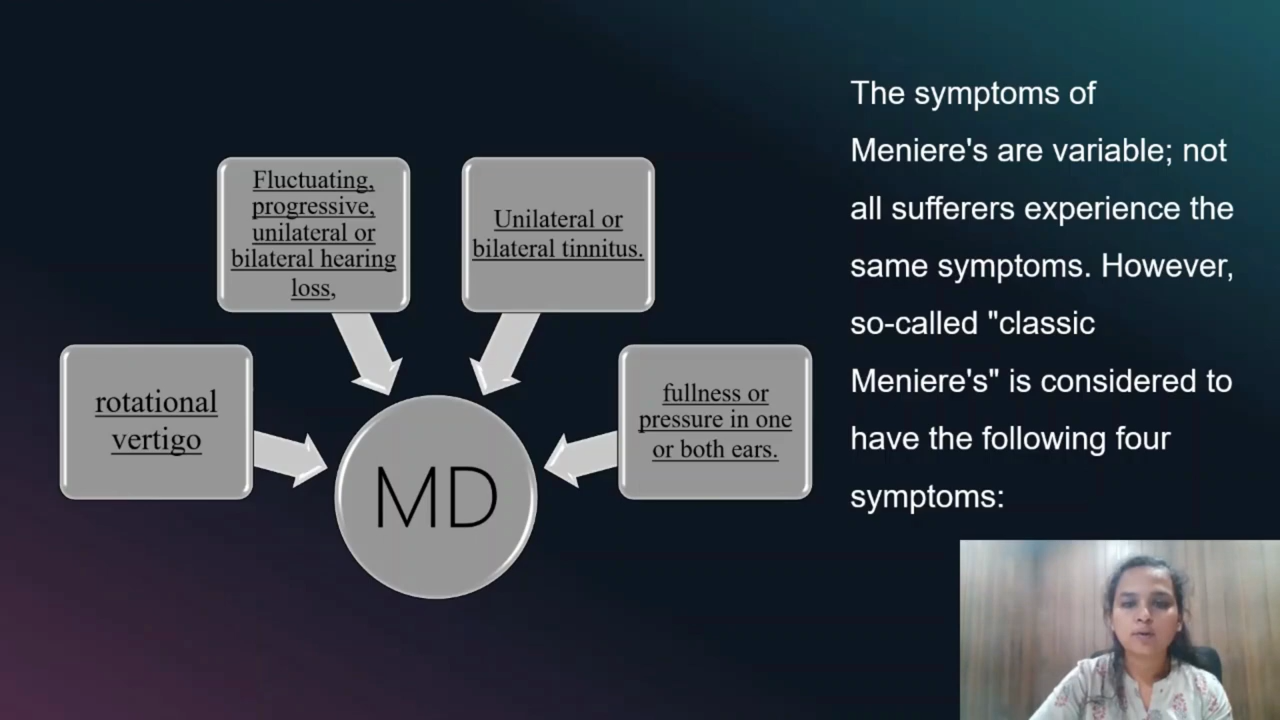 Fluctuating,
progressive,
unilateral or
bilateral hearing
loss,
Unilateral or
bilateral tinnitus.
rotational
vertigo
fullness or
pressure in one
or both ears.
MD
The symptoms of
Meniere's are variable; not
all sufferers experience the
same symptoms. However,
so-called "classic
Meniere's" is considered to
have the following four
symptoms: